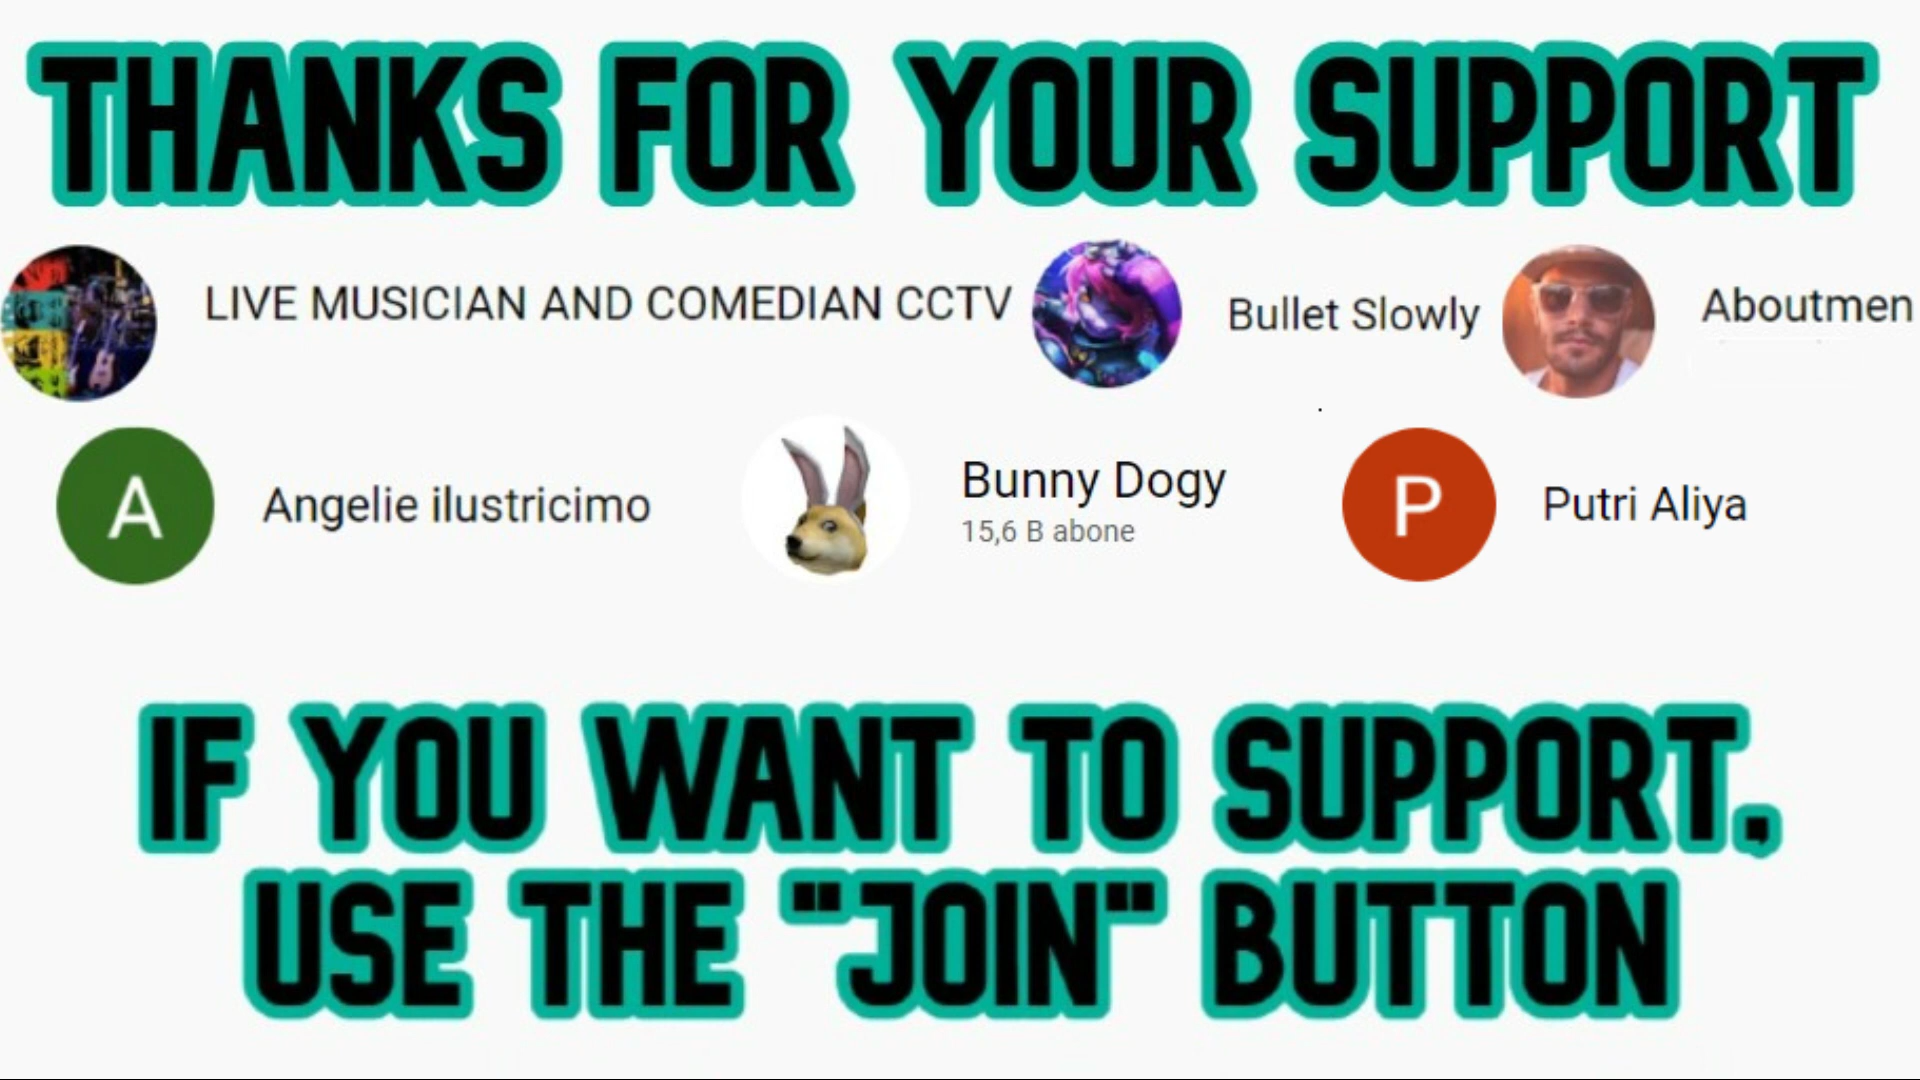 THANKS FOR YOUR SUPPORT
LIVE MUSICIAN AND COMEDIAN CCTV
Bullet Slowly
Aboutmen
A
Angelie ilustricimo
Bunny Dogy
15,6 B abone
P
Putri Aliya
IF YOU WANT TO SUPPORT,
USE THE "JOIN" BUTTON